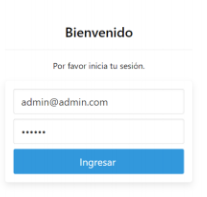 Bienvenido
Por favor inicia tu sesión.
admin@admin.com
••••••
Ingresar